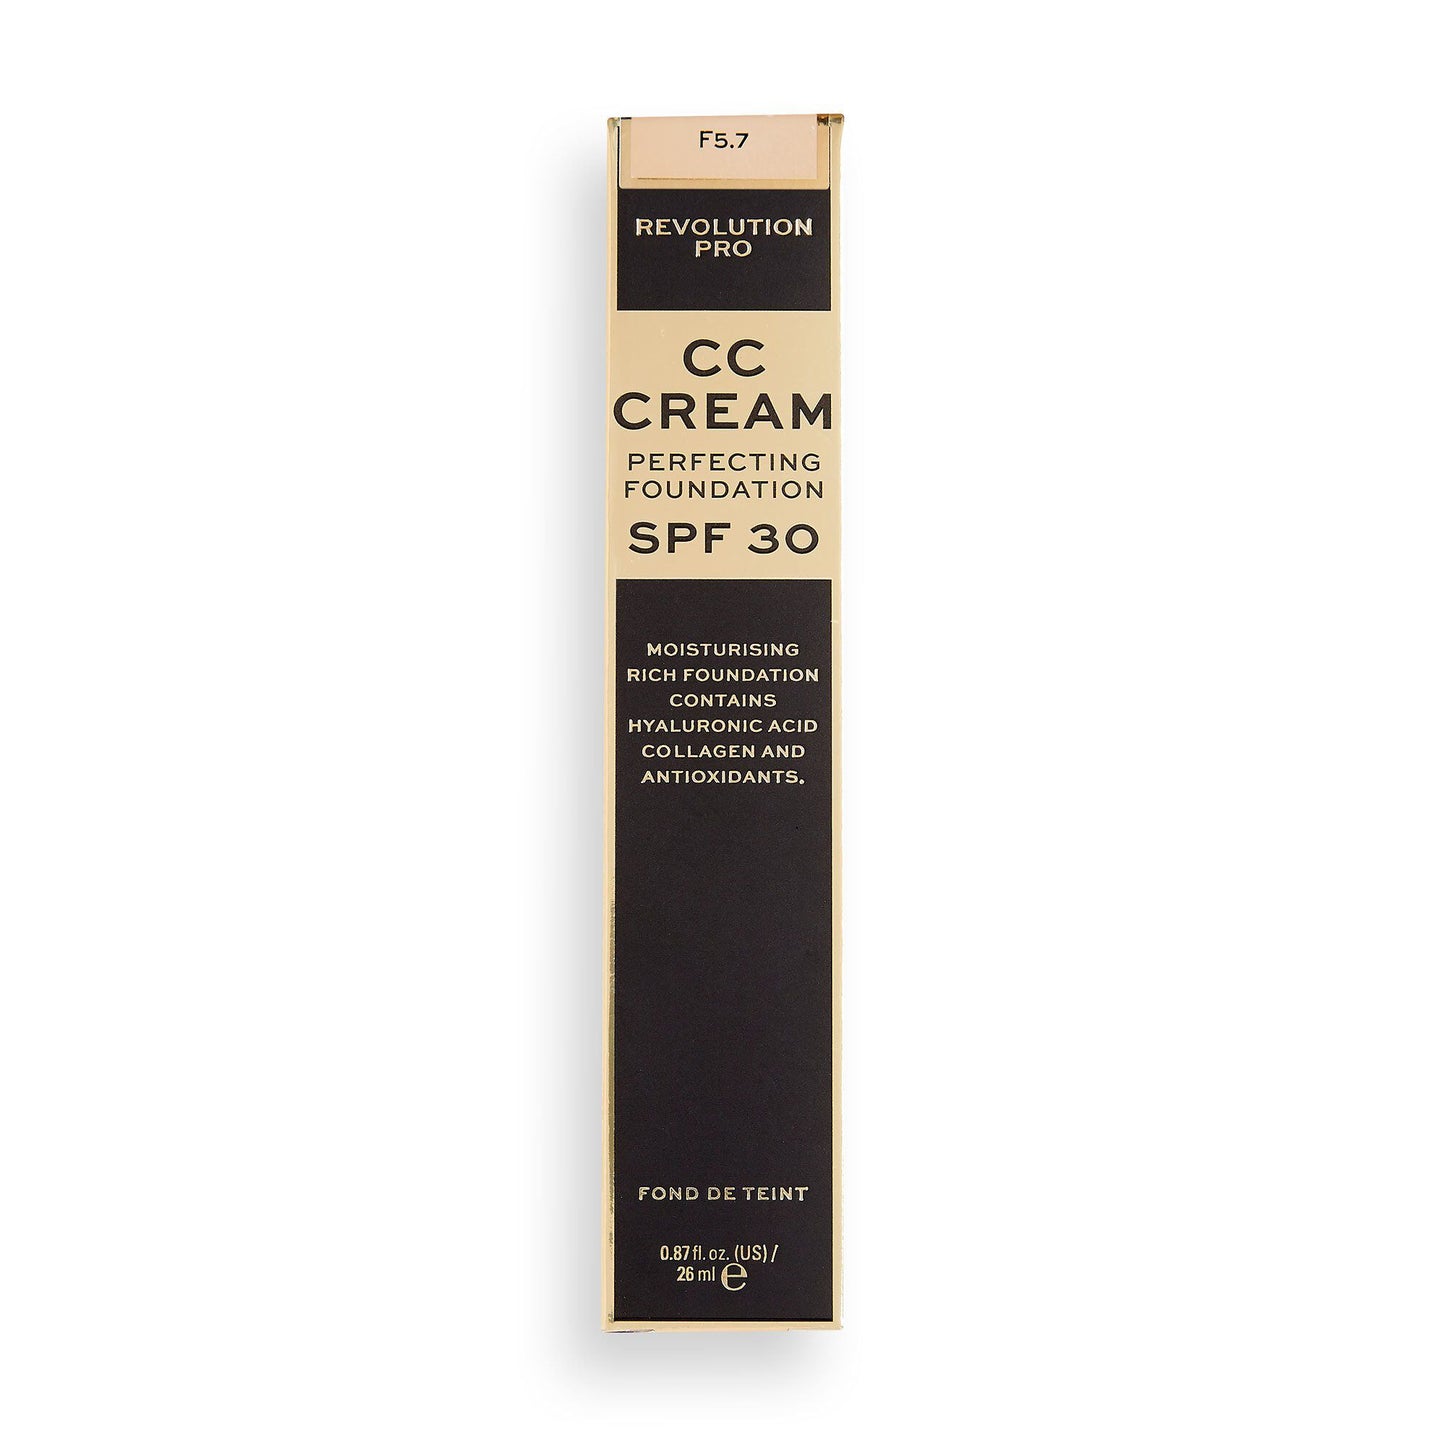 F5.7
REVOLUTION
PRO
CC
CREAM
PERFECTING
FOUNDATION
SPF 30
MOISTURISING
RICH FOUNDATION
CONTAINS
HYALURONIC ACID
COLLAGEN AND
ANTIOXIDANTS.
FOND DE TEINT
0.87 fl. oz. (US) /
26 ml e